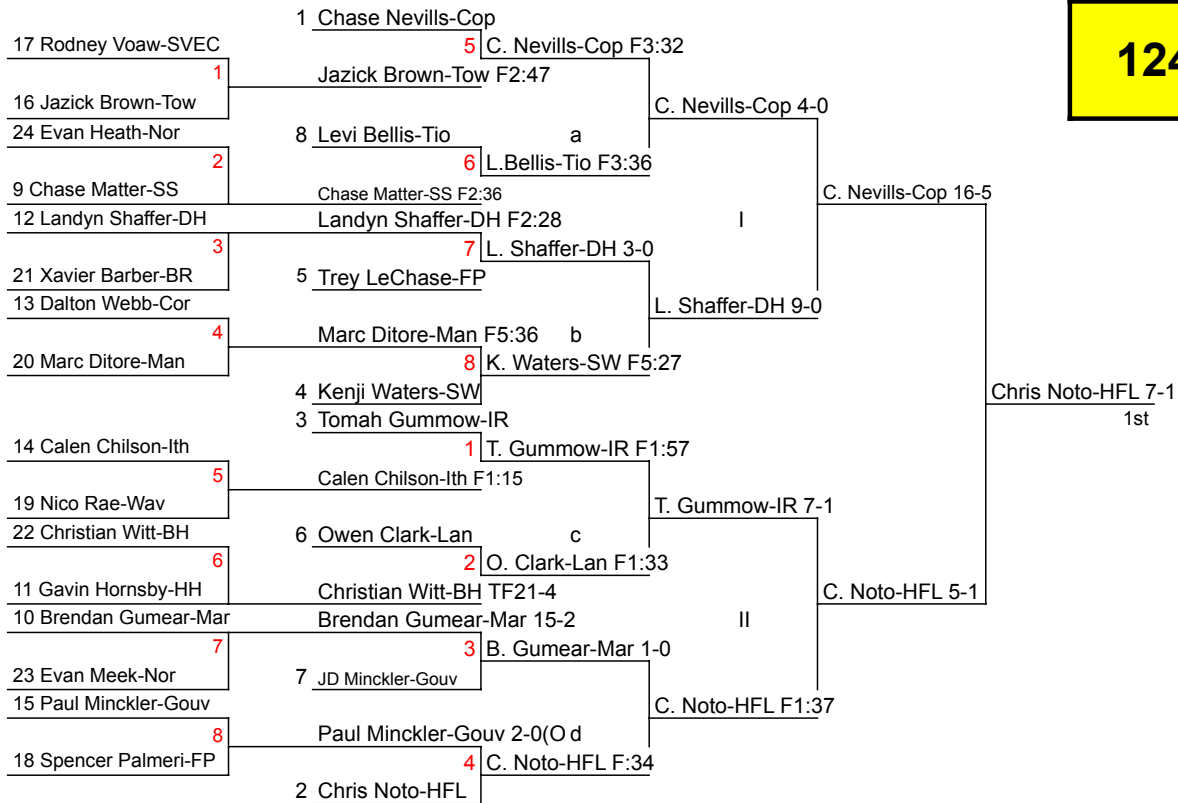 1 Chase Nevills-Cop
17 Rodney Voaw-SVEC
5 C. Nevills-Cop F3:32
124
1
Jazick Brown-Tow F2:47
16 Jazick Brown-Tow
C. Nevills-Cop 4-0
24 Evan Heath-Nor
8 Levi Bellis-Tio
a
2
6 L.Bellis-Tio F3:36
9 Chase Matter-SS
Chase Matter-SS F2:36
C. Nevills-Cop 16-5
12 Landyn Shaffer-DH
Landyn Shaffer-DH F2:28
I
3
7 L. Shaffer-DH 3-0
21 Xavier Barber-BR
5 Trey LeChase-FP
13 Dalton Webb-Cor
L. Shaffer-DH 9-0
4
Marc Ditore-Man F5:36
b
20 Marc Ditore-Man
8 K. Waters-SW F5:27
4 Kenji Waters-SW
Chris Noto-HFL 7-1
3 Tomah Gummow-IR
1st
14 Calen Chilson-Ith
1 T. Gummow-IR F1:57
5
Calen Chilson-Ith F1:15
19 Nico Rae-Wav
T. Gummow-IR 7-1
22 Christian Witt-BH
6 Owen Clark-Lan
c
6
2 O. Clark-Lan F1:33
11 Gavin Hornsby-HH
Christian Witt-BH TF21-4
C. Noto-HFL 5-1
10 Brendan Gumear-Mar
Brendan Gumear-Mar 15-2
II
7
3 B. Gumear-Mar 1-0
23 Evan Meek-Nor
7 JD Minckler-Gouv
15 Paul Minckler-Gouv
C. Noto-HFL F1:37
8
Paul Minckler-Gouv 2-0(O d
18 Spencer Palmeri-FP
4 C. Noto-HFL F:34
2 Chris Noto-HFL